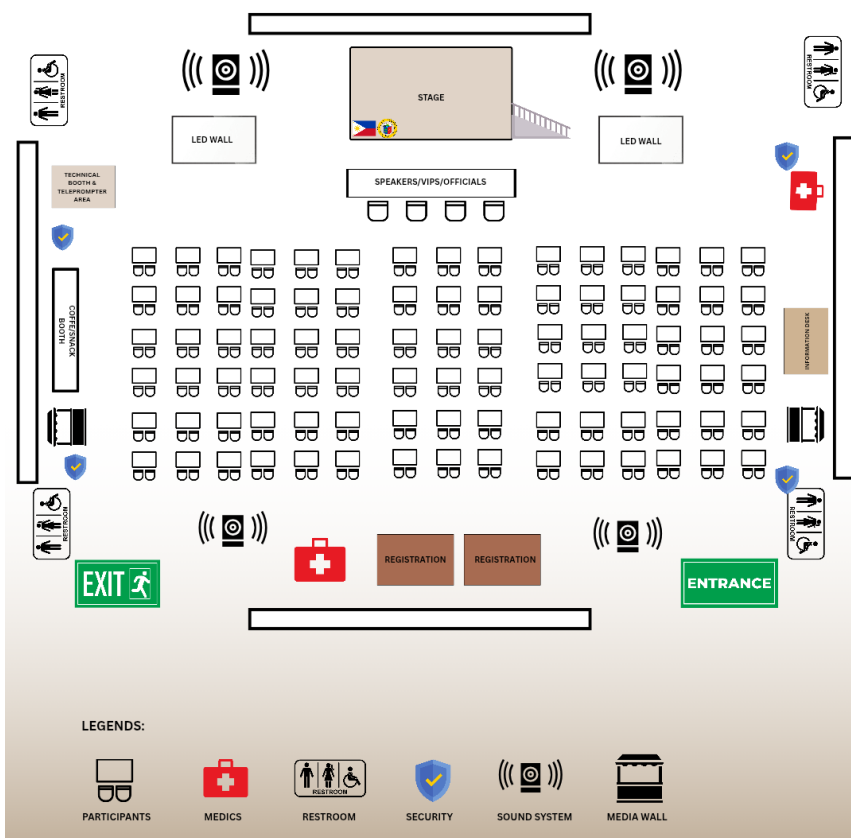 RESTROOM
RESTROOM
STAGE
LED WALL
LED WALL
TECHNICAL
BOOTH &
TELEPROMPTER
AREA
SPEAKERS/VIPS/OFFICIALS
COFFE/SNACK
BOOTH
INFORMATION DESK
RESTROOM
RESTROOM
REGISTRATION
REGISTRATION
EXIT
ENTRANCE
LEGENDS:
RESTROOM
PARTICIPANTS
MEDICS
RESTROOM
SECURITY
SOUND SYSTEM
MEDIA WALL